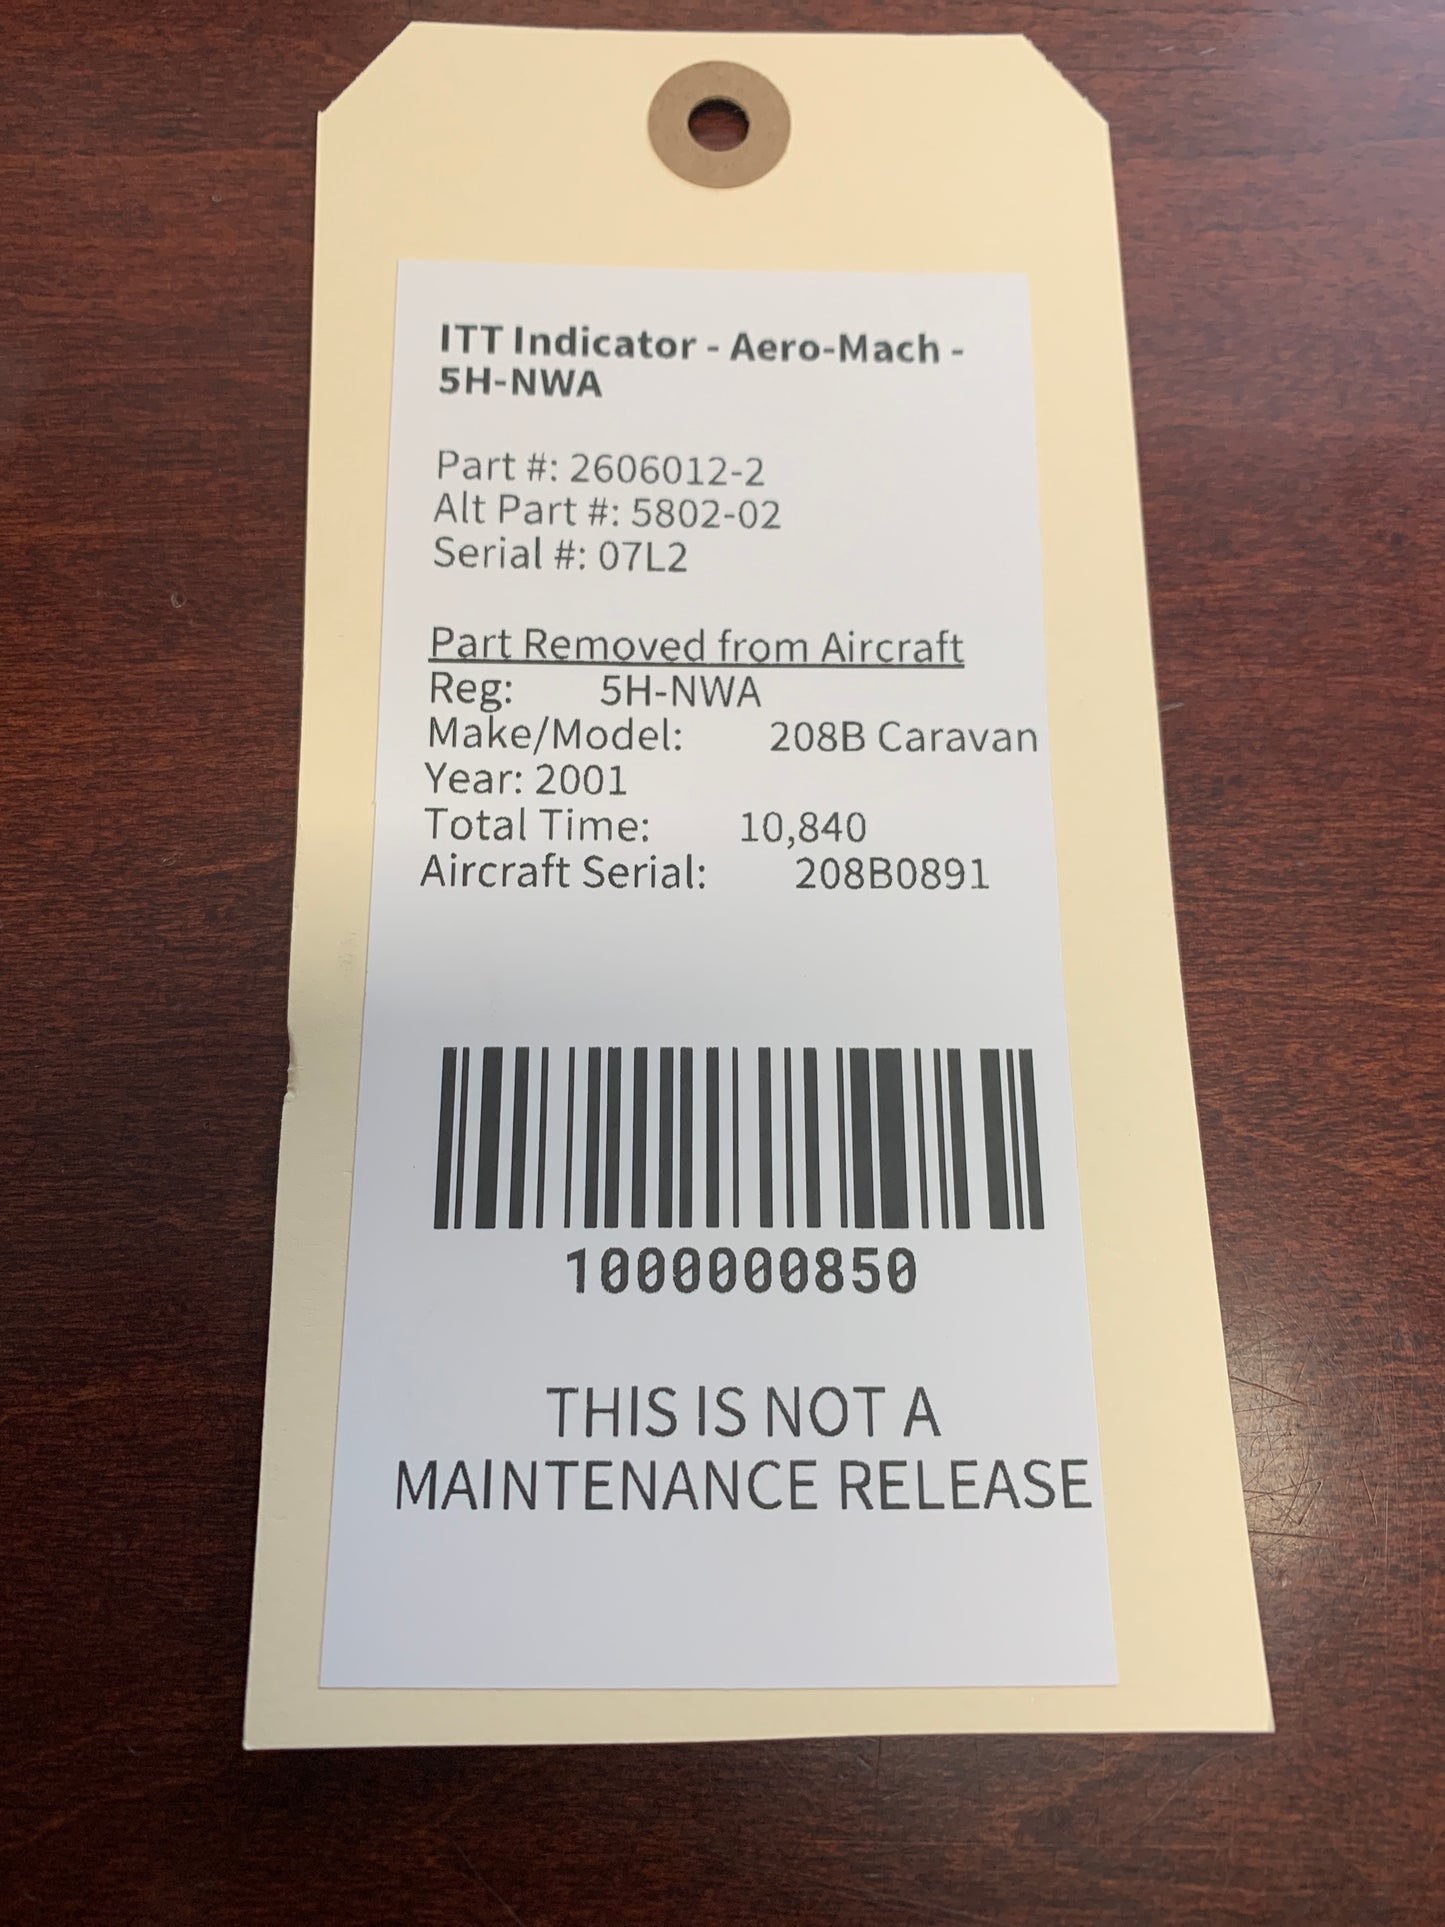 ITT Indicator - Aero-Mach -
5H-NWA
Part #: 2606012-2
Alt Part #: 5802-02
Serial #: 07L2
Part Removed from Aircraft
Reg: 5H-NWA
Make/Model: 208B Caravan
Year: 2001
Total Time: 10,840
Aircraft Serial: 208B0891
1000000850
THIS IS NOT A
MAINTENANCE RELEASE